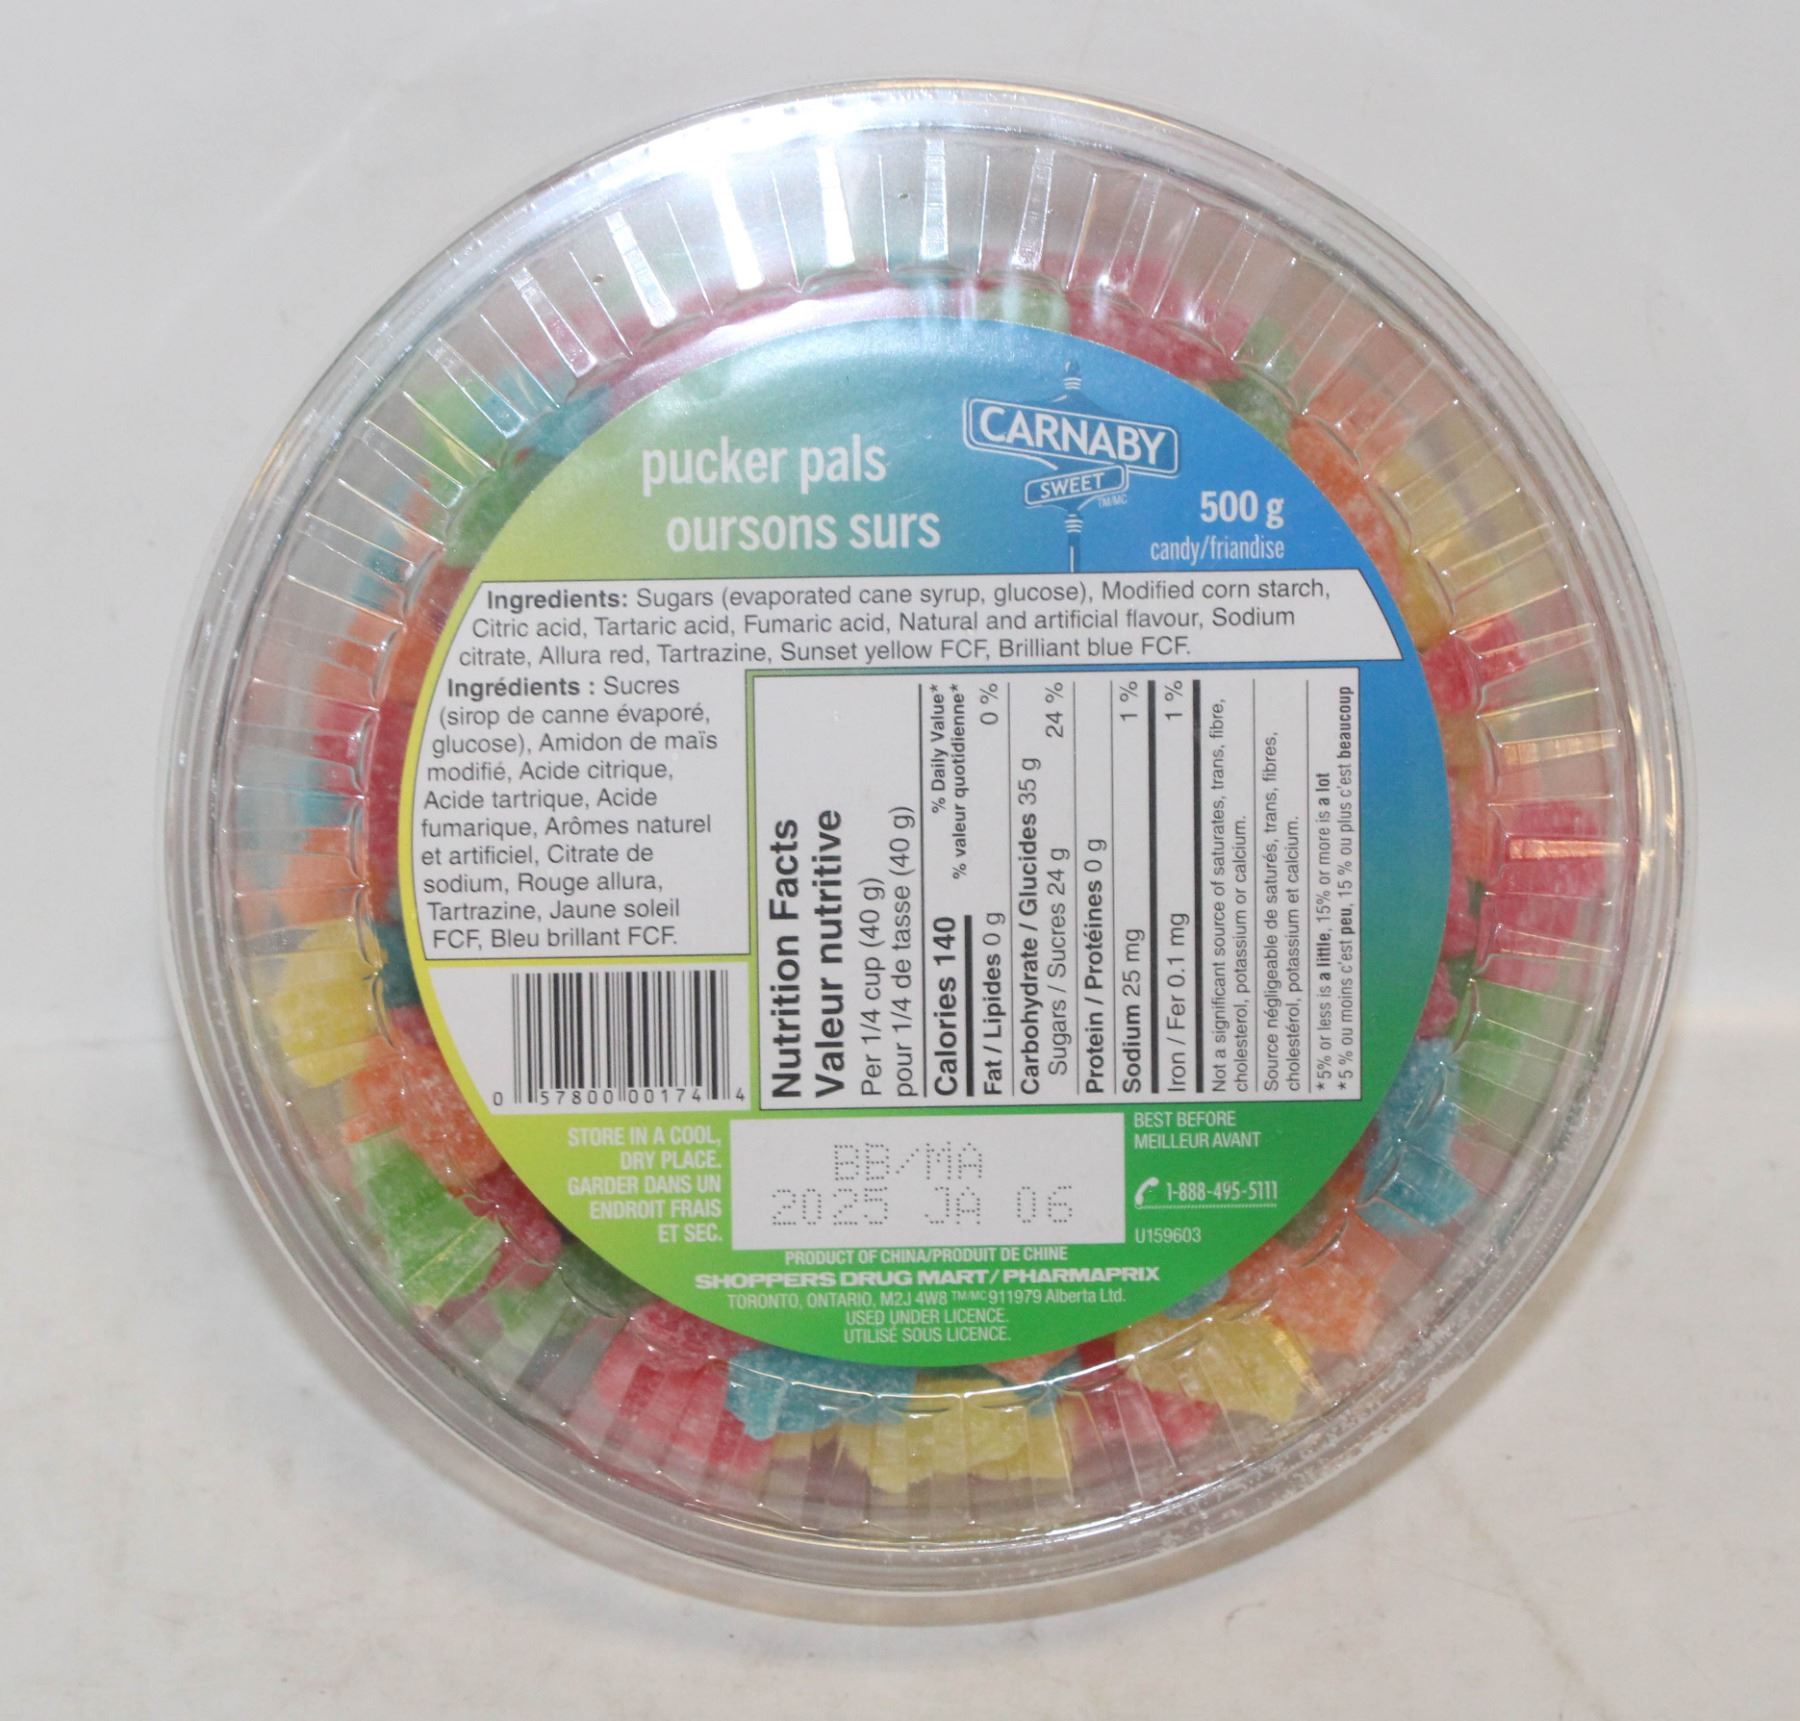 pucker pals
oursons surs
CARNABY
SWEET
TM/MC
500 g
candy/friandise
Ingredients: Sugars (evaporated cane syrup, glucose), Modified corn starch,
Citric acid, Tartaric acid, Fumaric acid, Natural and artificial flavour, Sodium
citrate, Allura red, Tartrazine, Sunset yellow FCF, Brilliant blue FCF.
Ingrédients : Sucres
(sirop de canne évaporé,
glucose), Amidon de maïs
modifié, Acide citrique,
Acide tartrique, Acide
fumarique, Arômes naturel
et artificiel, Citrate de
sodium, Rouge allura,
Tartrazine, Jaune soleil
FCF, Bleu brillant FCF.
Nutrition Facts
Valeur nutritive
Per 1/4 cup (40 g)
pour 1/4 de tasse (40 g)
% Daily Value*
Calories 140 % valeur quotidienne*
Fat / Lipides 0 g 0 %
Carbohydrate / Glucides 35 g
Sugars / Sucres 24 g 24 %
Protein / Protéines 0 g
Sodium 25 mg 1 %
Iron / Fer 0.1 mg 1 %
Not a significant source of saturates, trans, fibre,
cholesterol, potassium or calcium.
Source négligeable de saturés, trans, fibres,
cholestérol, potassium et calcium.
*5% or less is a little, 15% or more is a lot
*5 % ou moins c'est peu, 15 % ou plus c'est beaucoup
0 57800 00174 4
STORE IN A COOL,
DRY PLACE.
GARDER DANS UN
ENDROIT FRAIS
ET SEC.
BB/MA
2025 JA 06
BEST BEFORE
MEILLEUR AVANT
1-888-495-5111
U159603
PRODUCT OF CHINA/PRODUIT DE CHINE
SHOPPERS DRUG MART/PHARMAPRIX
TORONTO, ONTARIO, M2J 4W8 TM/MC 911979 Alberta Ltd.
USED UNDER LICENCE.
UTILISÉ SOUS LICENCE.